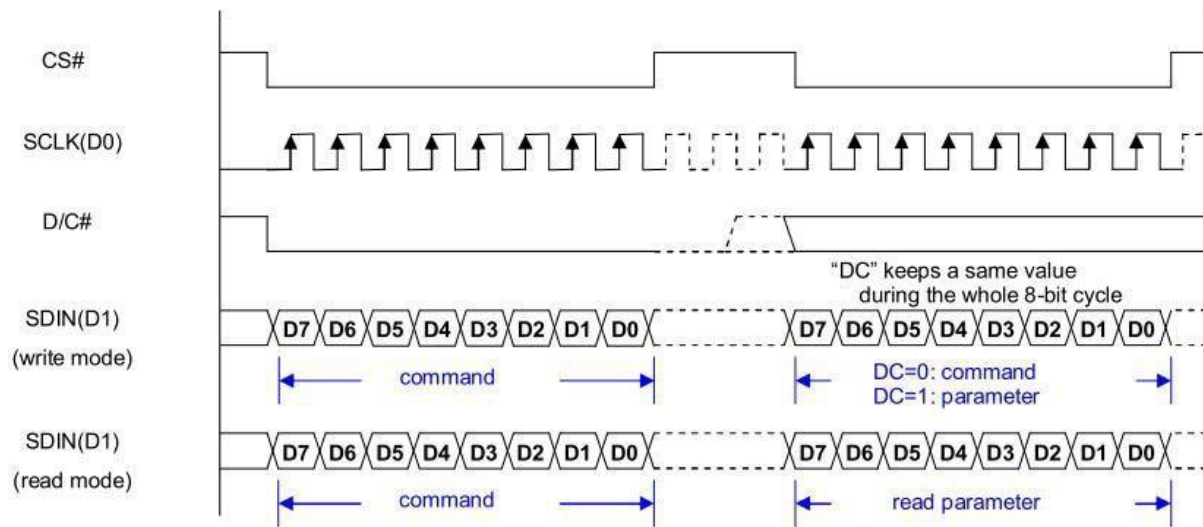 CS#
SCLK(D0)
D/C#
“DC” keeps a same value
during the whole 8-bit cycle
SDIN(D1)
(write mode)
D7 D6 D5 D4 D3 D2 D1 D0 D7 D6 D5 D4 D3 D2 D1 D0
command
DC=0: command
DC=1: parameter
SDIN(D1)
(read mode)
D7 D6 D5 D4 D3 D2 D1 D0 D7 D6 D5 D4 D3 D2 D1 D0
command read parameter